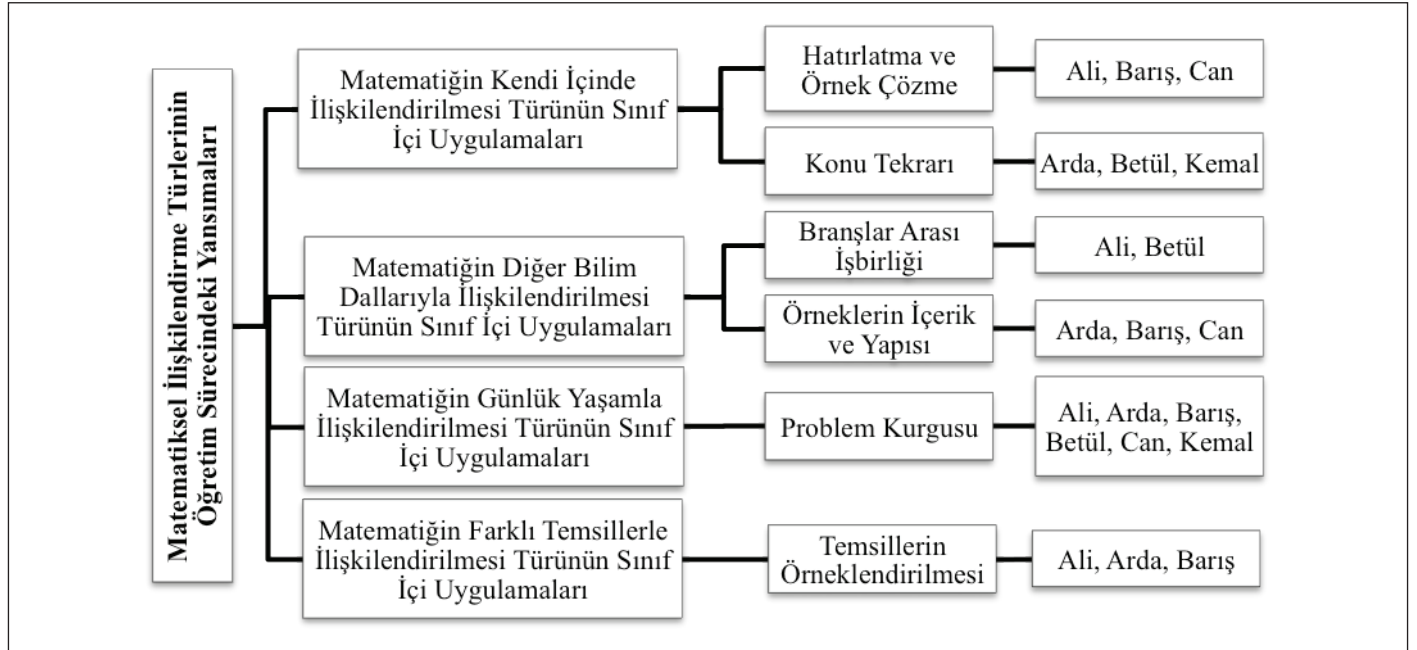 Matematiksel İlişkilendirme Türlerinin
Öğretim Sürecindeki Yansımaları
Matematiğin Kendi İçinde
İlişkilendirilmesi Türünün Sınıf
İçi Uygulamaları
Hatırlatma ve
Örnek Çözme
Ali, Barış, Can
Konu Tekrarı
Arda, Betül, Kemal
Matematiğin Diğer Bilim
Dallarıyla İlişkilendirilmesi
Türünün Sınıf İçi Uygulamaları
Branşlar Arası
İşbirliği
Ali, Betül
Örneklerin İçerik
ve Yapısı
Arda, Barış, Can
Matematiğin Günlük Yaşamla
İlişkilendirilmesi Türünün Sınıf
İçi Uygulamaları
Problem Kurgusu
Ali, Arda, Barış,
Betül, Can, Kemal
Matematiğin Farklı Temsillerle
İlişkilendirilmesi Türünün Sınıf
İçi Uygulamaları
Temsillerin
Örneklendirilmesi
Ali, Arda, Barış